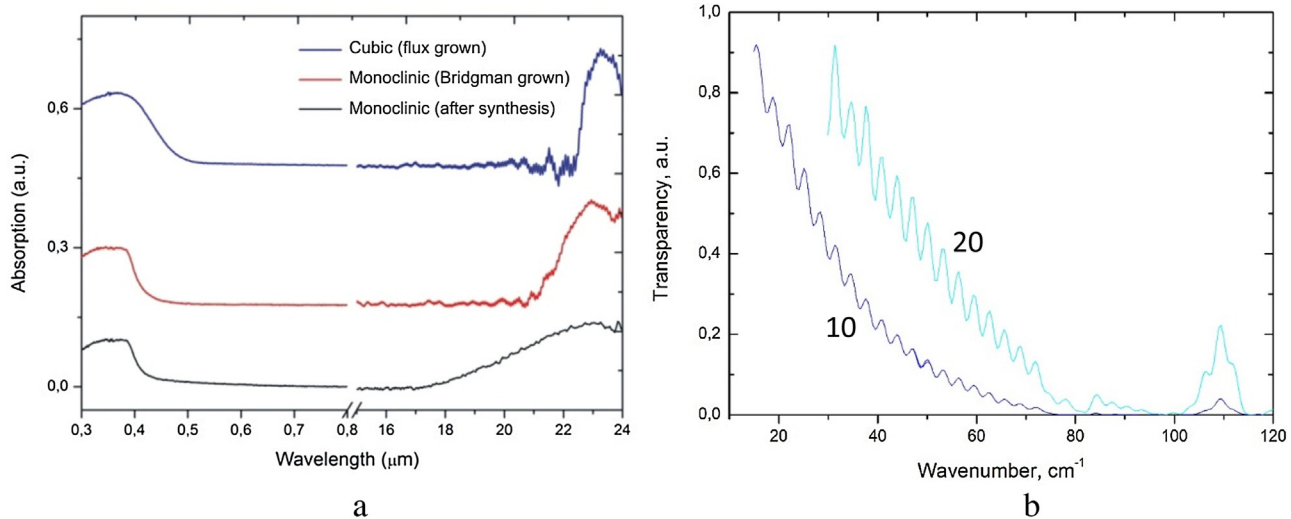 Absorption (a.u.)
0,6
0,3
0,0
Cubic (flux grown)
Monoclinic (Bridgman grown)
Monoclinic (after synthesis)
0,3 0,4 0,5 0,6 0,7 0,8 16 18 20 22 24
Wavelength (μm)
a
Transparency, a.u.
1,0
0,8
0,6
0,4
0,2
0,0
20
10
20 40 60 80 100 120
Wavenumber, cm⁻¹
b